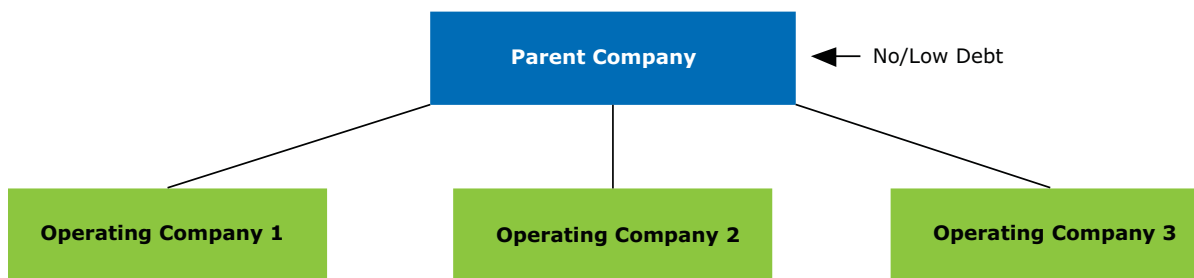 Parent Company
No/Low Debt
Operating Company 1
Operating Company 2
Operating Company 3